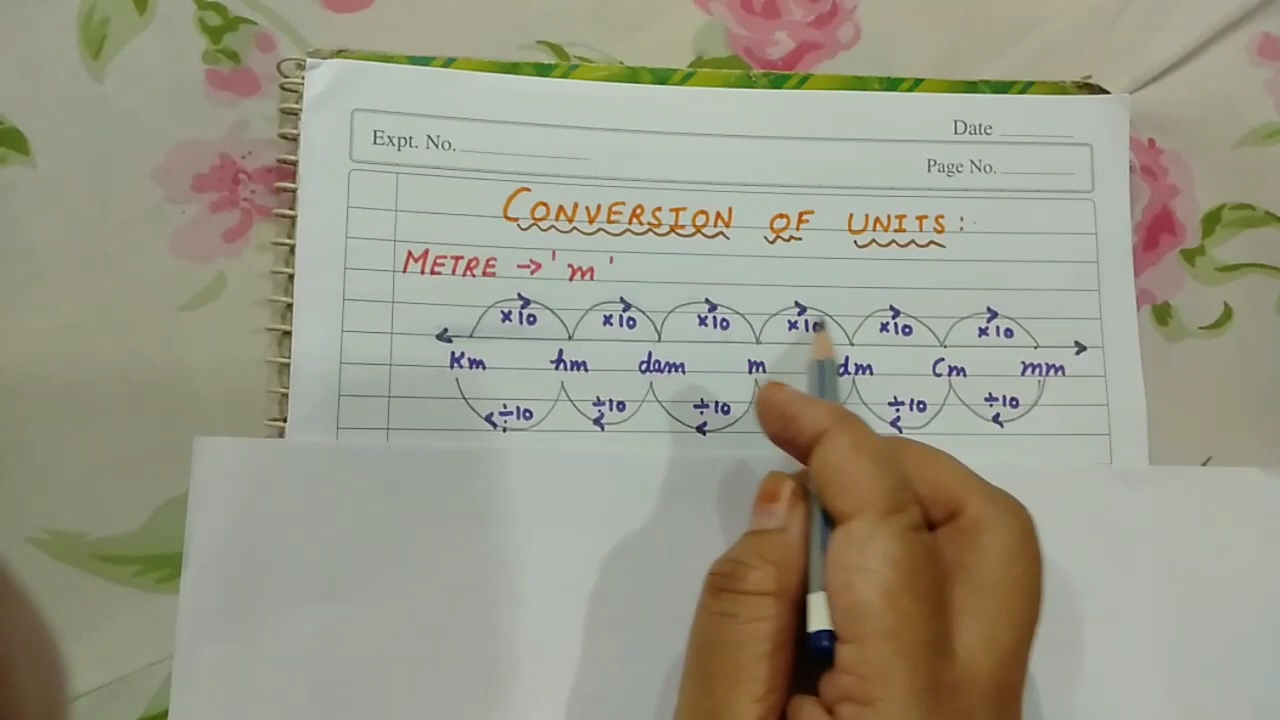 Expt. No.
Date
Page No.
CONVERSION OF UNITS:
METRE → 'm'
×10 ×10 ×10 ×10 ×10 ×10
Km hm dam m dm Cm mm
÷10 ÷10 ÷10 ÷10 ÷10